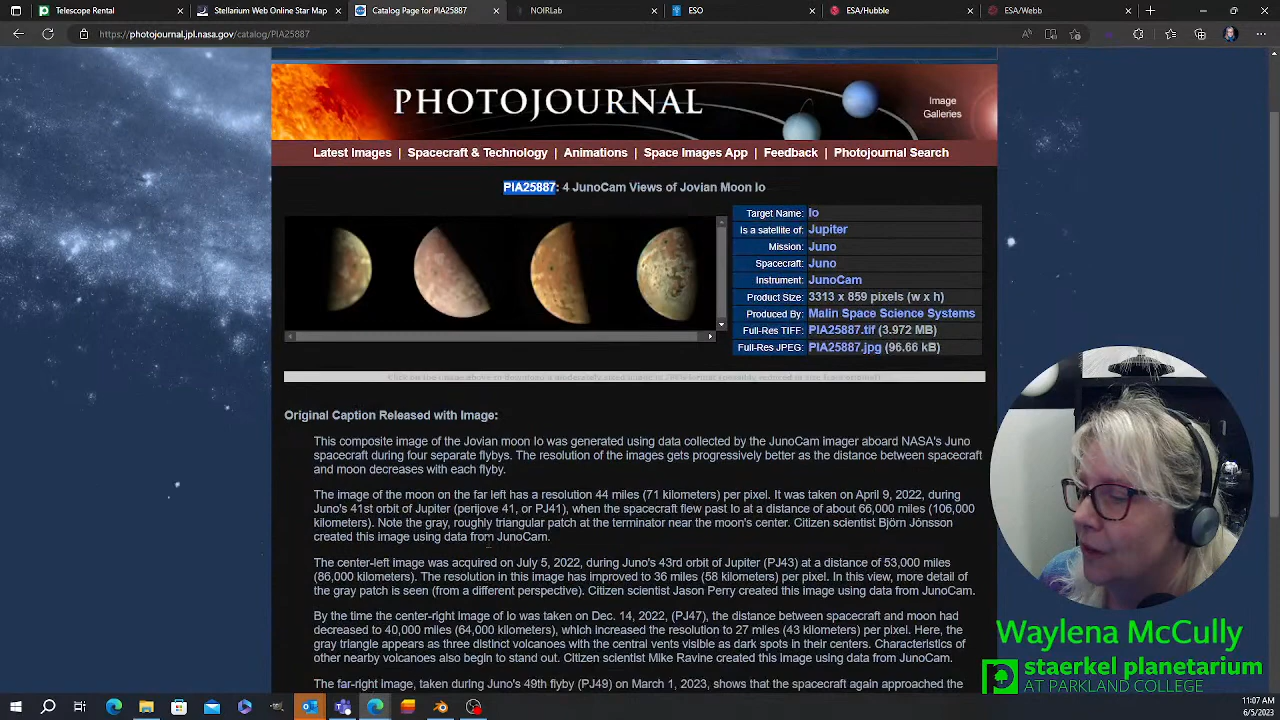 Telescope Rental
Stellarium Web Online Star Map
Catalog Page for PIA25887
NOIRLab
ESO
ESA/Hubble
ESA/Webb
https://photojournal.jpl.nasa.gov/catalog/PIA25887
PHOTOJOURNAL
Image
Galleries
Latest Images | Spacecraft & Technology | Animations | Space Images App | Feedback | Photojournal Search
PIA25887: 4 JunoCam Views of Jovian Moon Io
Target Name: Io
Is a satellite of: Jupiter
Mission: Juno
Spacecraft: Juno
Instrument: JunoCam
Product Size: 3313 x 859 pixels (w x h)
Produced By: Malin Space Science Systems
Full-Res TIFF: PIA25887.tif (3.972 MB)
Full-Res JPEG: PIA25887.jpg (96.66 kB)
Original Caption Released with Image:
This composite image of the Jovian moon Io was generated using data collected by the JunoCam imager aboard NASA's Juno
spacecraft during four separate flybys. The resolution of the images gets progressively better as the distance between spacecraft
and moon decreases with each flyby.
The image of the moon on the far left has a resolution 44 miles (71 kilometers) per pixel. It was taken on April 9, 2022, during
Juno's 41st orbit of Jupiter (perijove 41, or PJ41), when the spacecraft flew past Io at a distance of about 66,000 miles (106,000
kilometers). Note the gray, roughly triangular patch at the terminator near the moon's center. Citizen scientist Björn Jónsson
created this image using data from JunoCam.
The center-left image was acquired on July 5, 2022, during Juno's 43rd orbit of Jupiter (PJ43) at a distance of 53,000 miles
(86,000 kilometers). The resolution in this image has improved to 36 miles (58 kilometers) per pixel. In this view, more detail of
the gray patch is seen (from a different perspective). Citizen scientist Jason Perry created this image using data from JunoCam.
By the time the center-right image of Io was taken on Dec. 14, 2022, (PJ47), the distance between spacecraft and moon had
decreased to 40,000 miles (64,000 kilometers), which increased the resolution to 27 miles (43 kilometers) per pixel. Here, the
gray triangle appears as three distinct volcanoes with the central vents visible as dark spots in their centers. Characteristics of
other nearby volcanoes also begin to stand out. Citizen scientist Mike Ravine created this image using data from JunoCam.
The far-right image, taken during Juno's 49th flyby (PJ49) on March 1, 2023, shows that the spacecraft again approached the
Waylena McCully
staerkel planetarium
AT PARKLAND COLLEGE
11:07 AM
6/5/2023